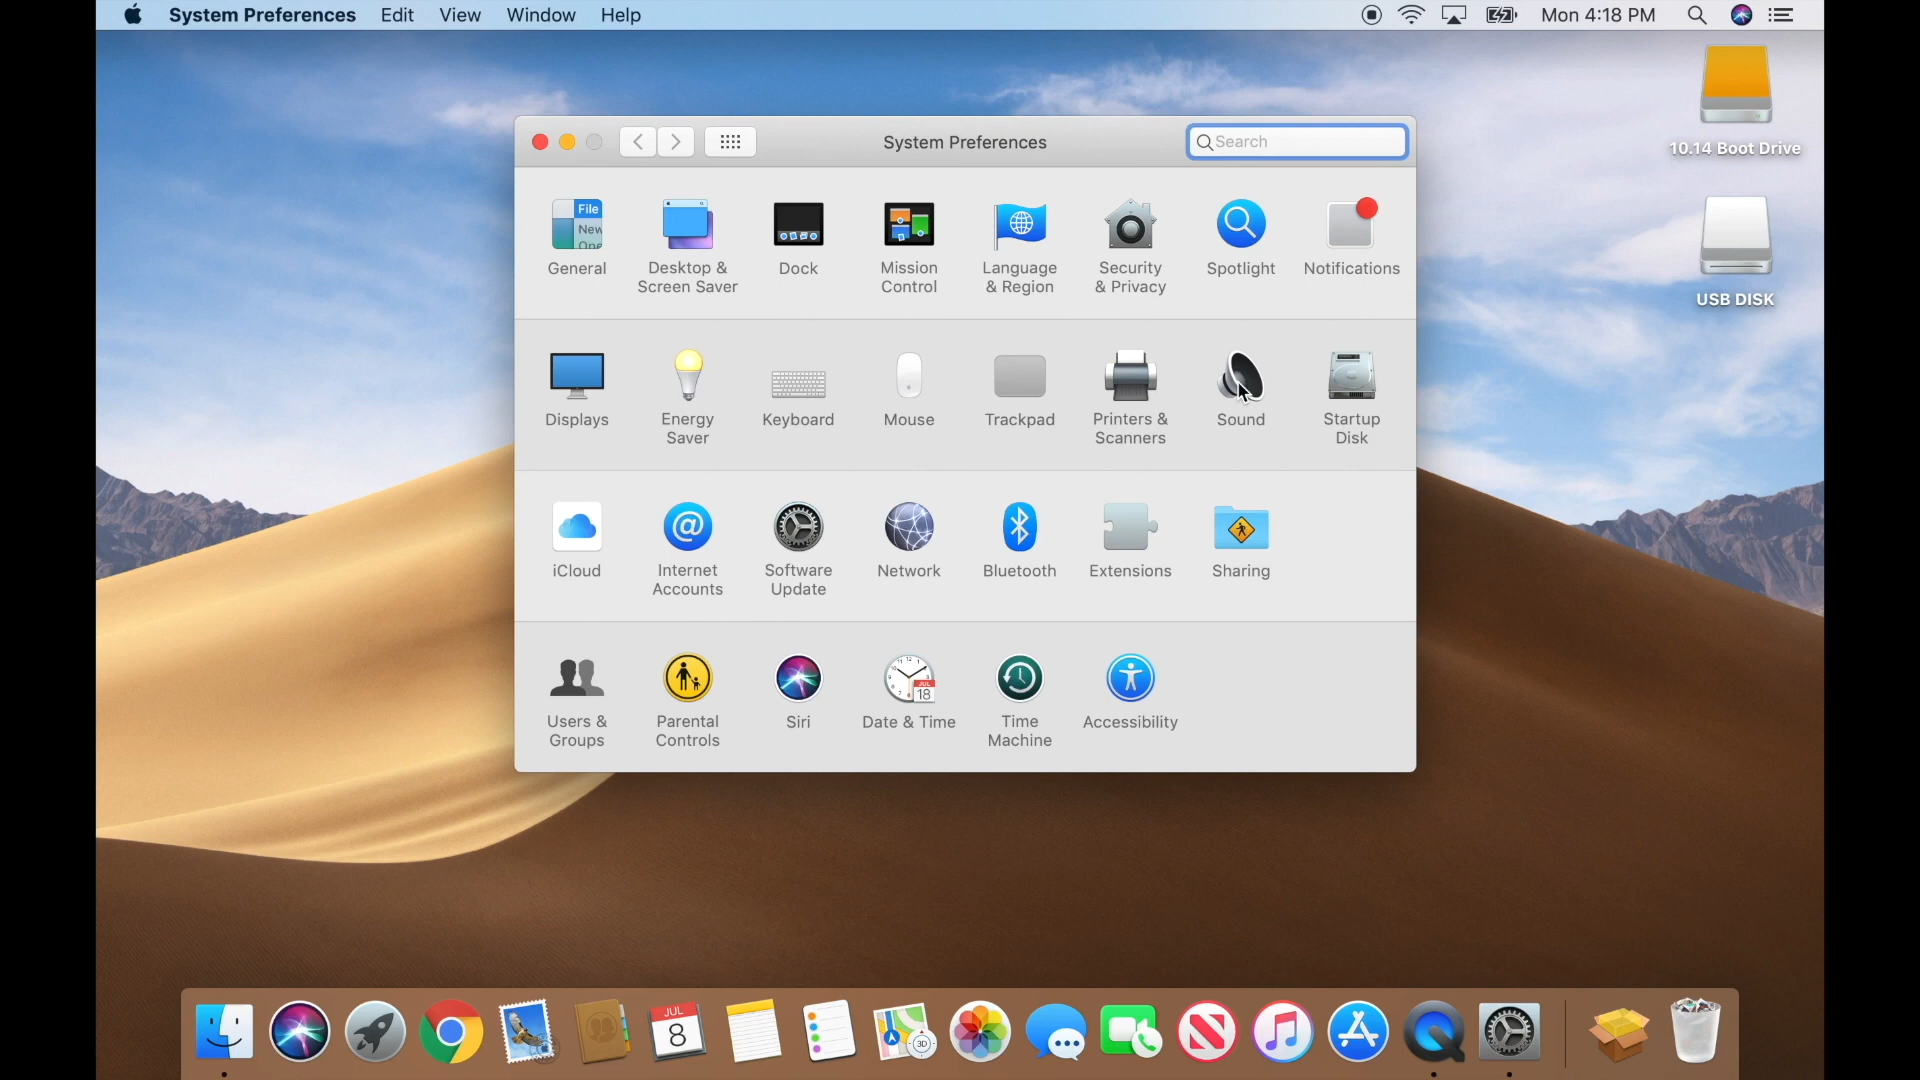 System Preferences Edit View Window Help Mon 4:18 PM
10.14 Boot Drive
USB DISK
System Preferences
Search
File
New
Ope
General
Desktop &
Screen Saver
Dock
Mission
Control
Language
& Region
Security
& Privacy
Spotlight
Notifications
Displays
Energy
Saver
Keyboard
Mouse
Trackpad
Printers &
Scanners
Sound
Startup
Disk
iCloud
@
Internet
Accounts
Software
Update
Network
Bluetooth
Extensions
Sharing
Users &
Groups
Parental
Controls
Siri
JUL
18
Date & Time
Time
Machine
Accessibility
JUL
8
3D